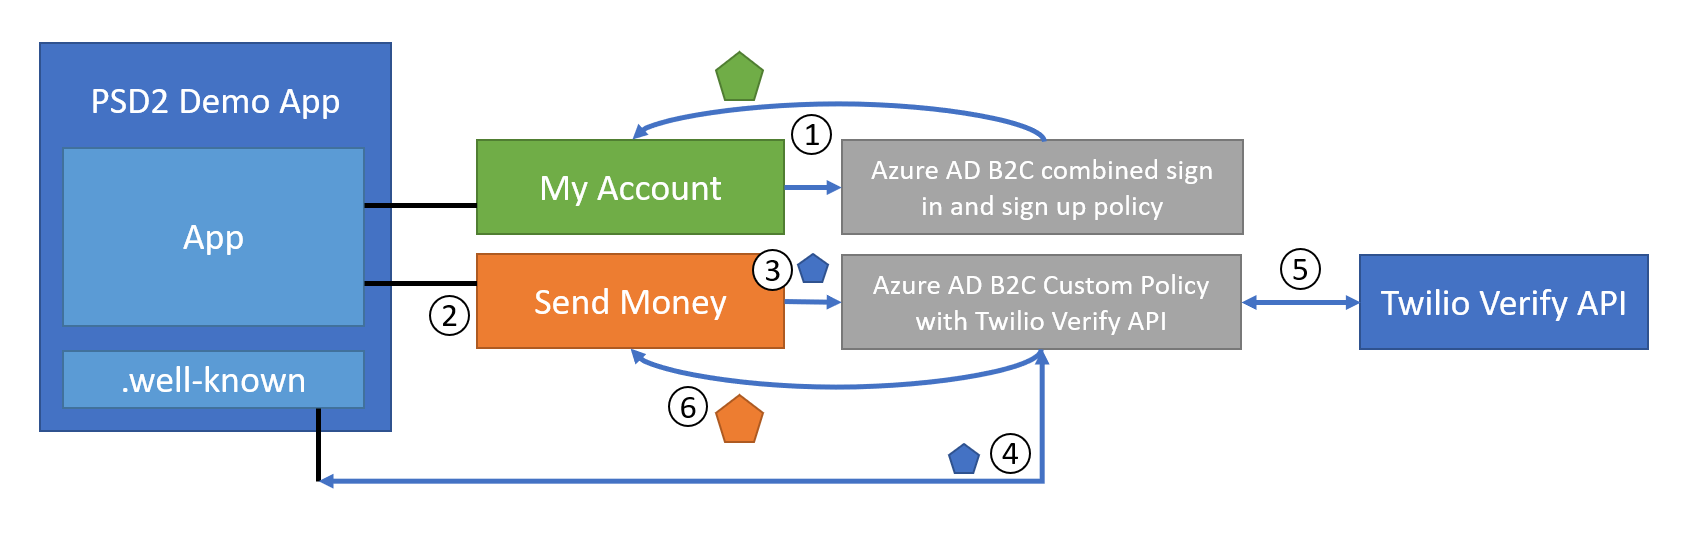 PSD2 Demo App
App
.well-known
1
My Account
Azure AD B2C combined sign
in and sign up policy
2
3
Send Money
Azure AD B2C Custom Policy
with Twilio Verify API
5
Twilio Verify API
6
4